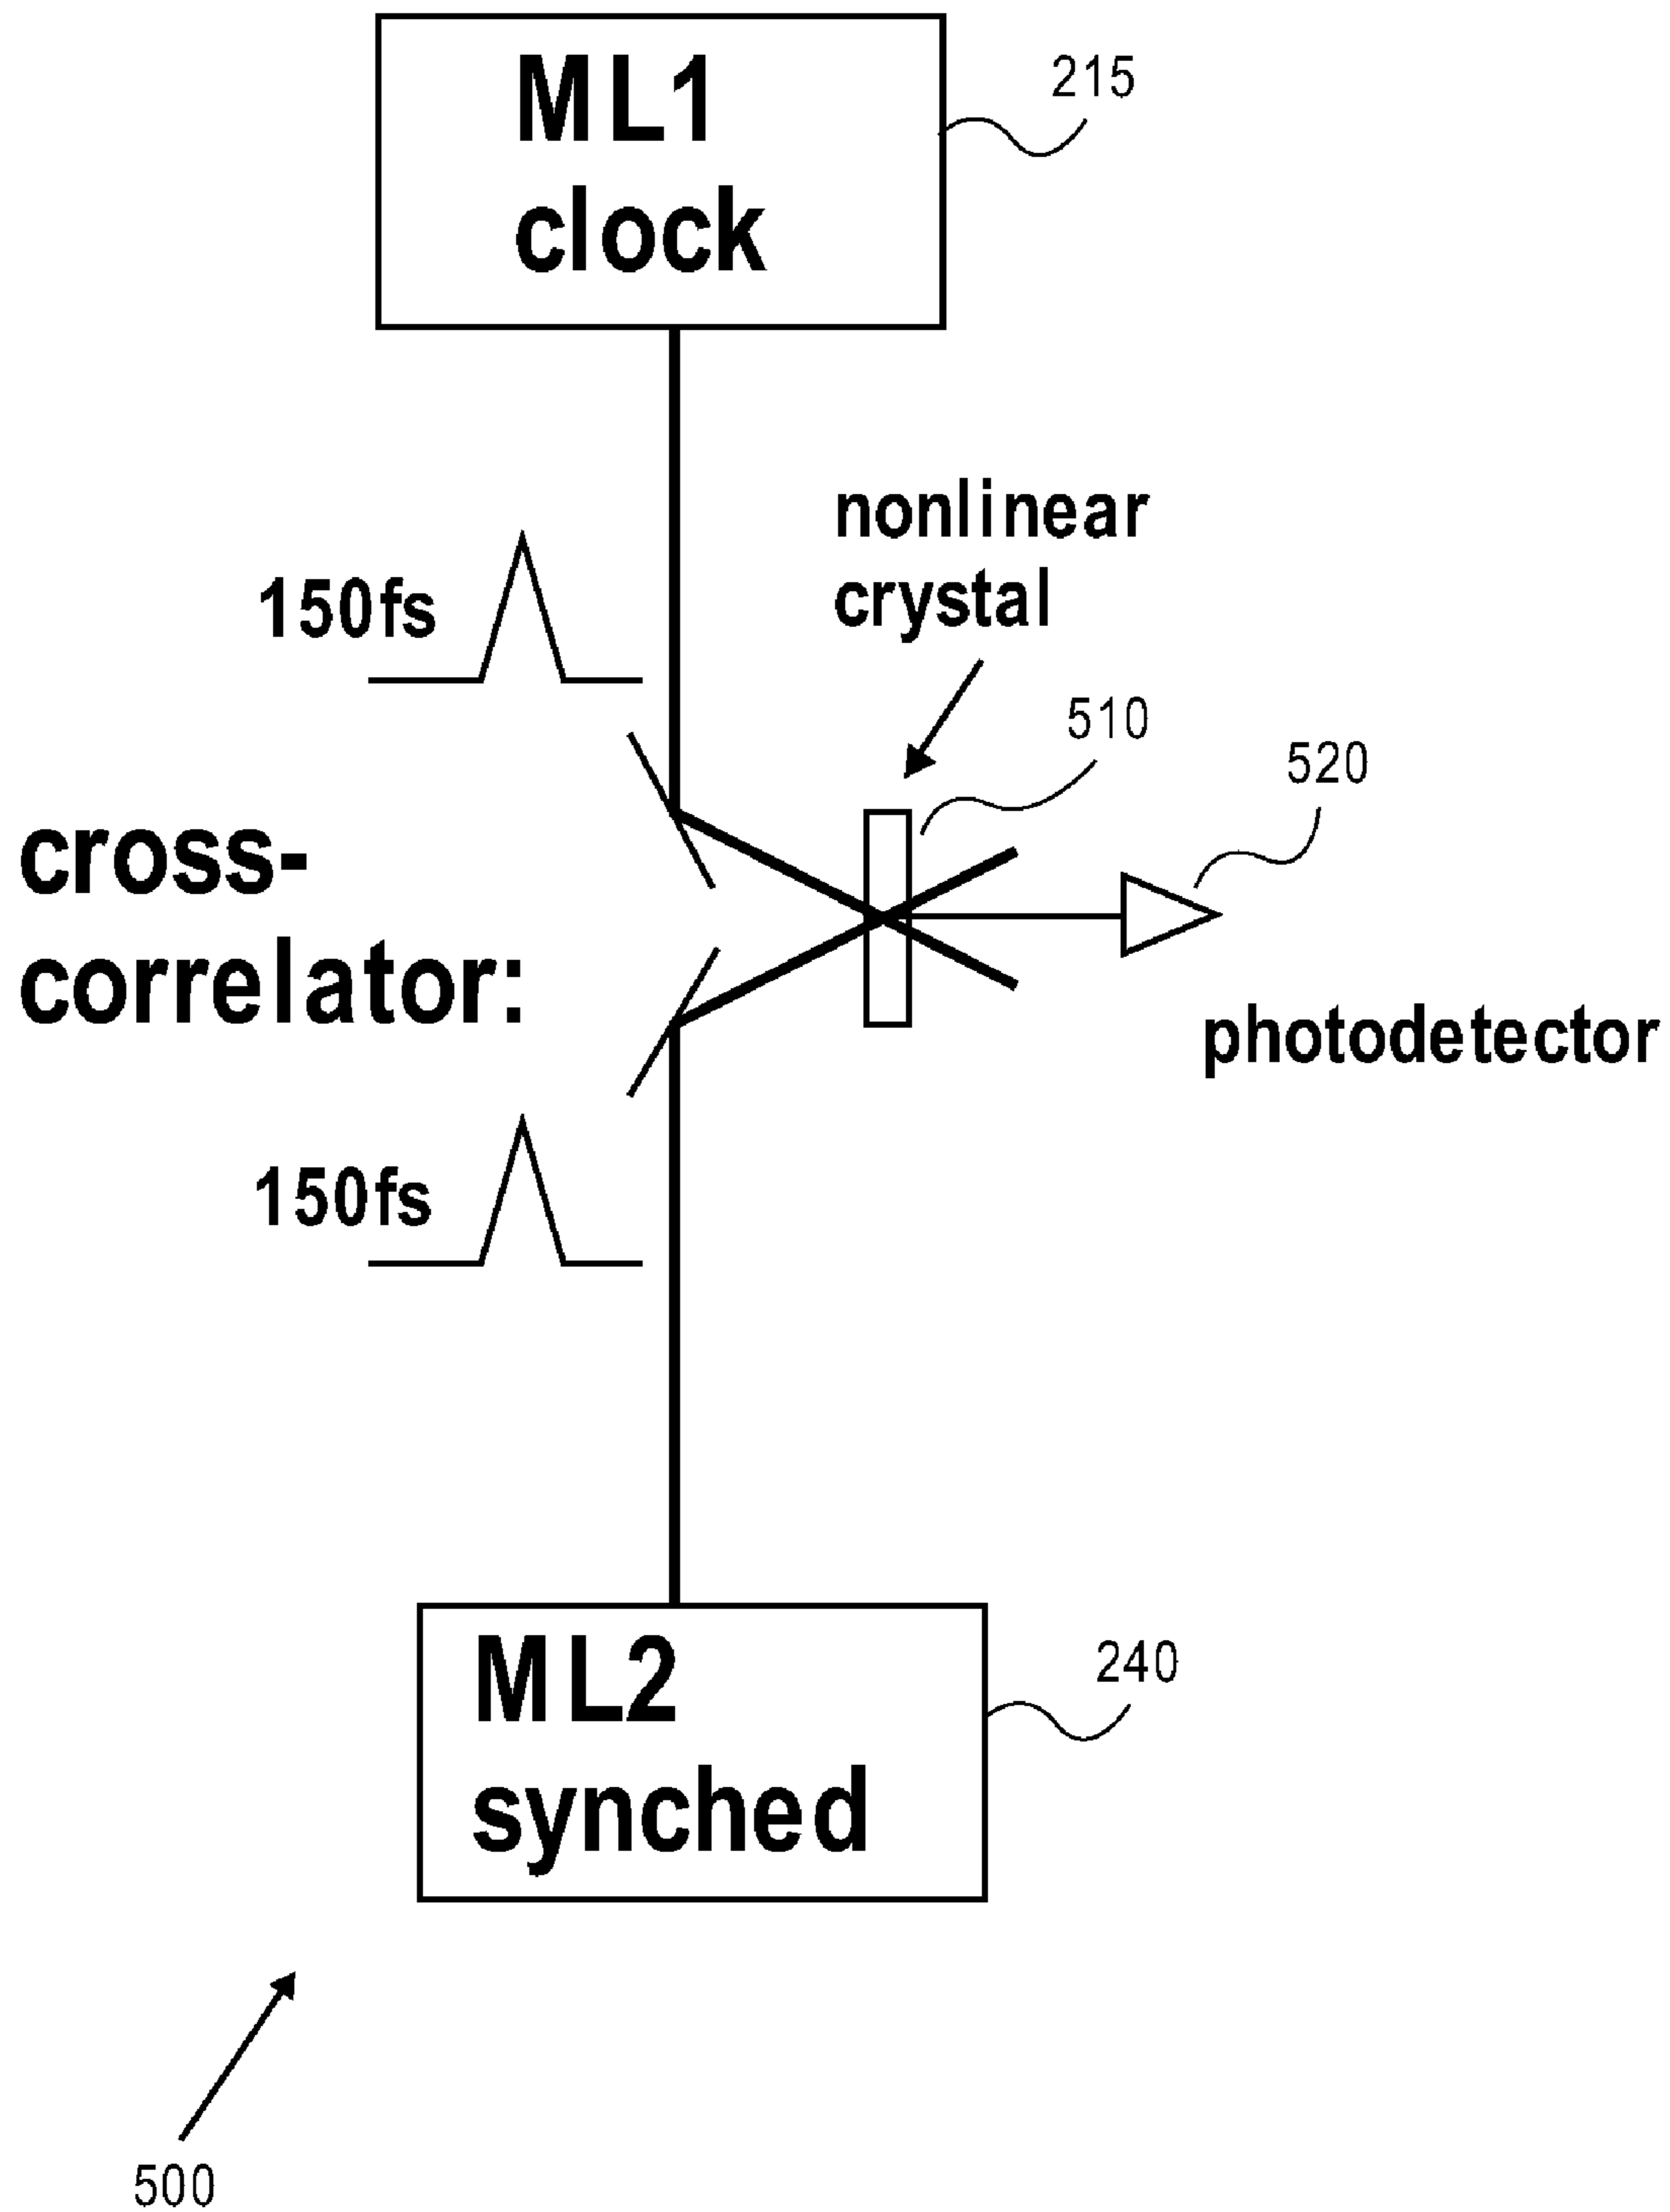 ML1
clock
215
nonlinear
crystal
150fs
510
520
cross-
correlator:
photodetector
150fs
ML2
synched
240
500